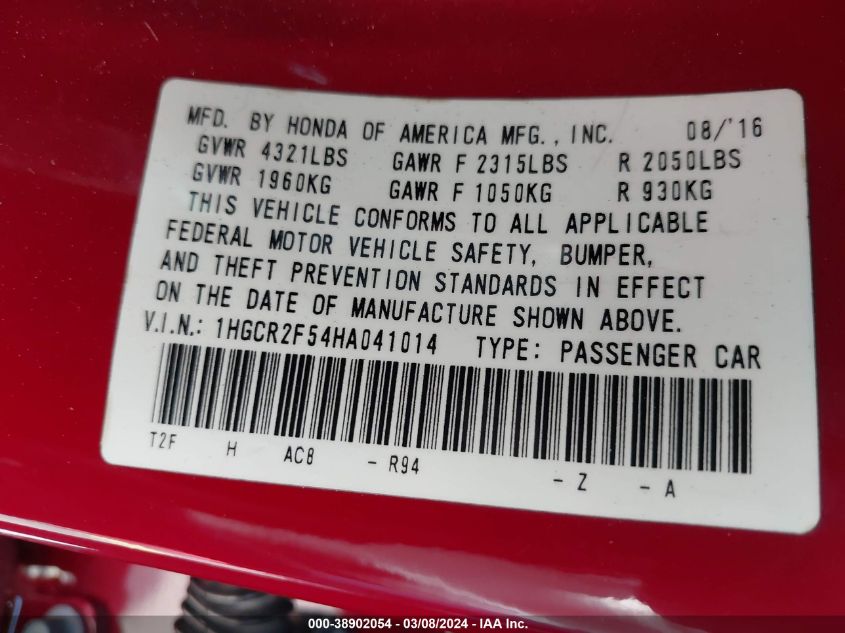 MFD. BY HONDA OF AMERICA MFG., INC. 08/'16
GVWR 4321LBS GAWR F 2315LBS R 2050LBS
GVWR 1960KG GAWR F 1050KG R 930KG
THIS VEHICLE CONFORMS TO ALL APPLICABLE
FEDERAL MOTOR VEHICLE SAFETY, BUMPER,
AND THEFT PREVENTION STANDARDS IN EFFECT
ON THE DATE OF MANUFACTURE SHOWN ABOVE.
V.I.N.: 1HGCR2F54HA041014 TYPE: PASSENGER CAR
T2F H AC8 - R94 - Z - A
000-38902054 - 03/08/2024 - IAA Inc.